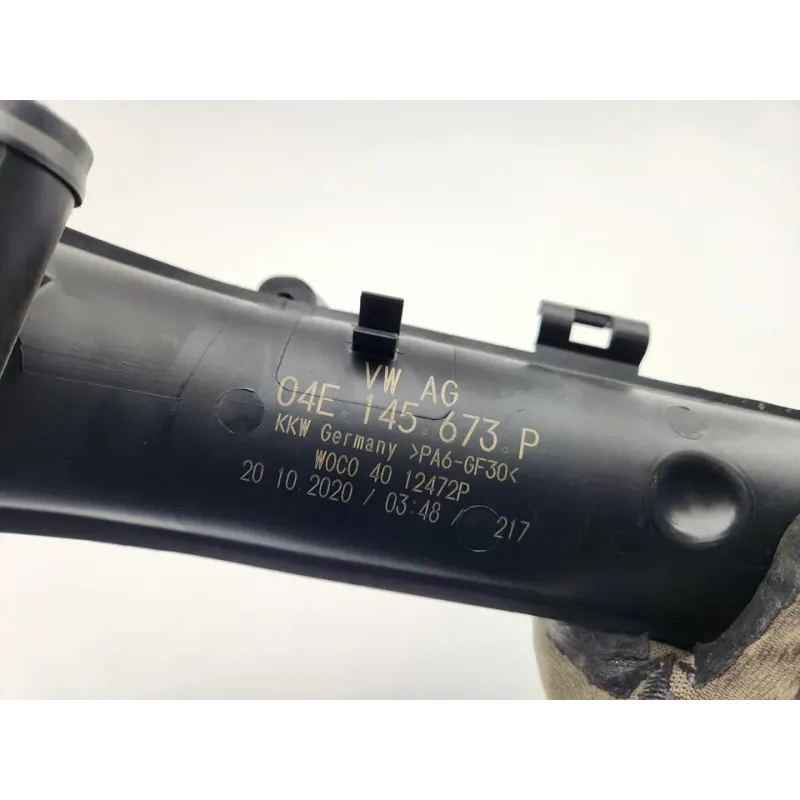 VW AG
04E.145.673.P
KKW Germany >PA6-GF30<
WOCO 40 12472P
20.10.2020 / 03:48 / 217